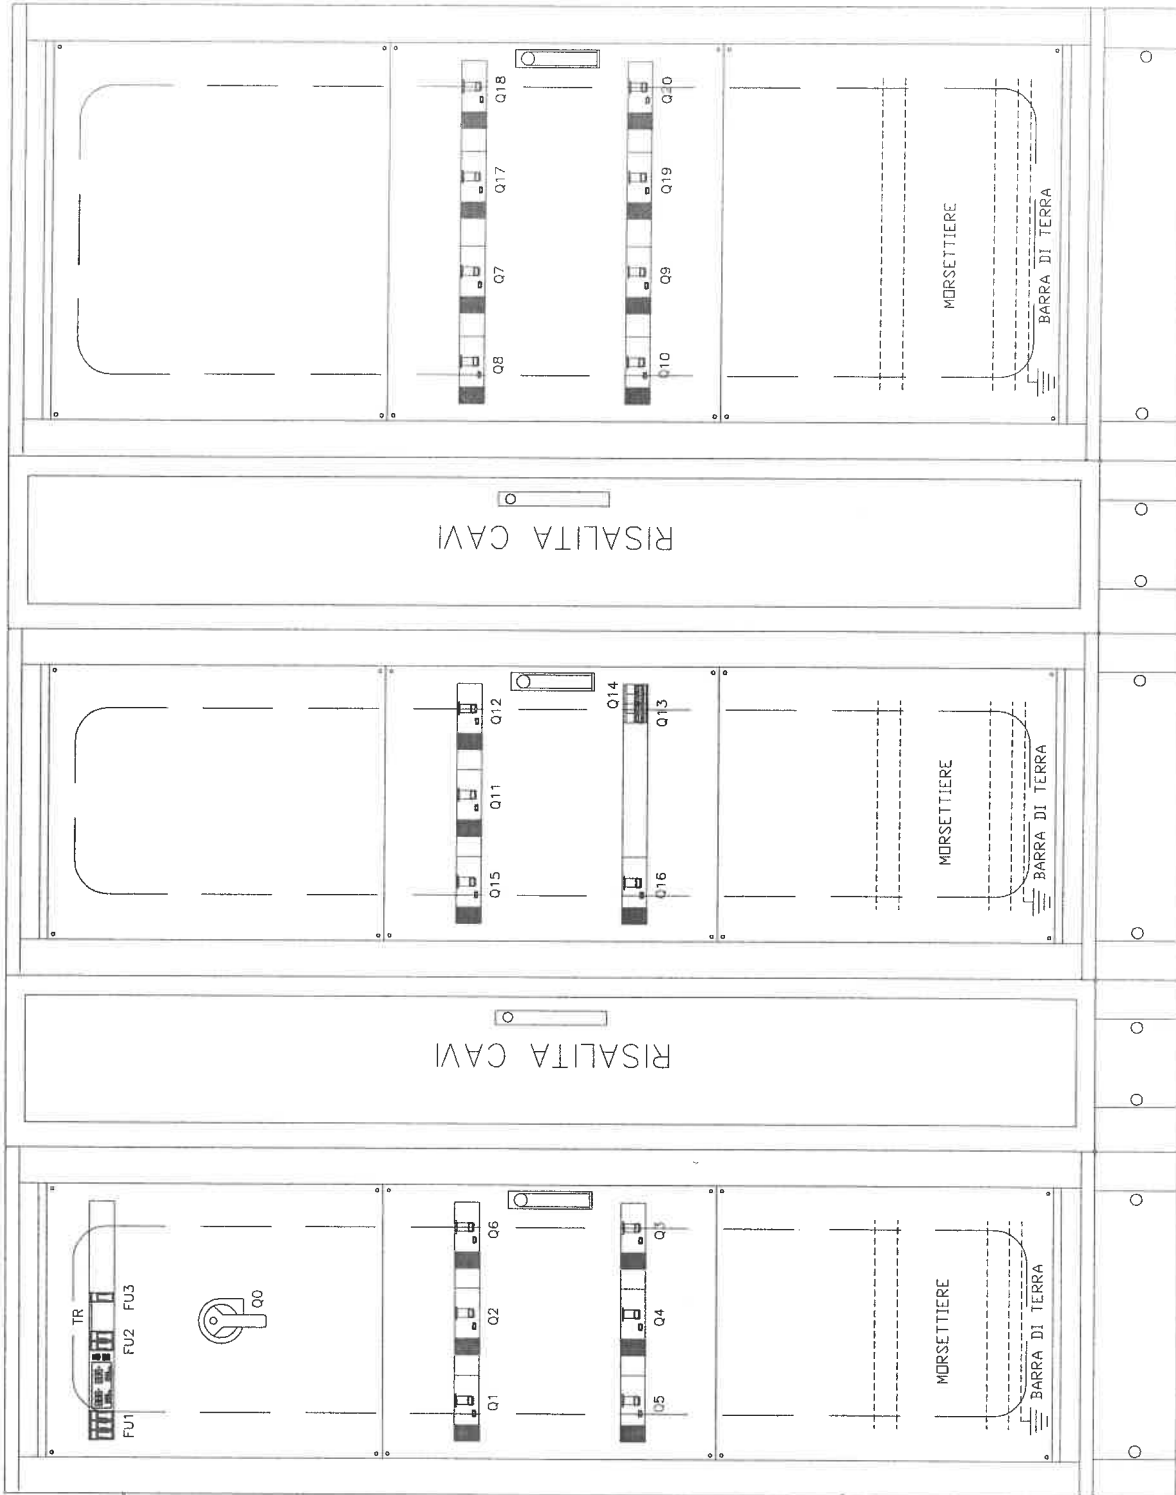 TR
FU1
FU2
FU3
Q0
Q1
Q2
Q6
Q5
Q4
Q3
MORSETTIERE
BARRA DI TERRA
RISALITA CAVI
Q15
Q11
Q12
Q16
Q14
Q13
MORSETTIERE
BARRA DI TERRA
RISALITA CAVI
Q8
Q7
Q17
Q18
Q10
Q9
Q19
Q20
MORSETTIERE
BARRA DI TERRA